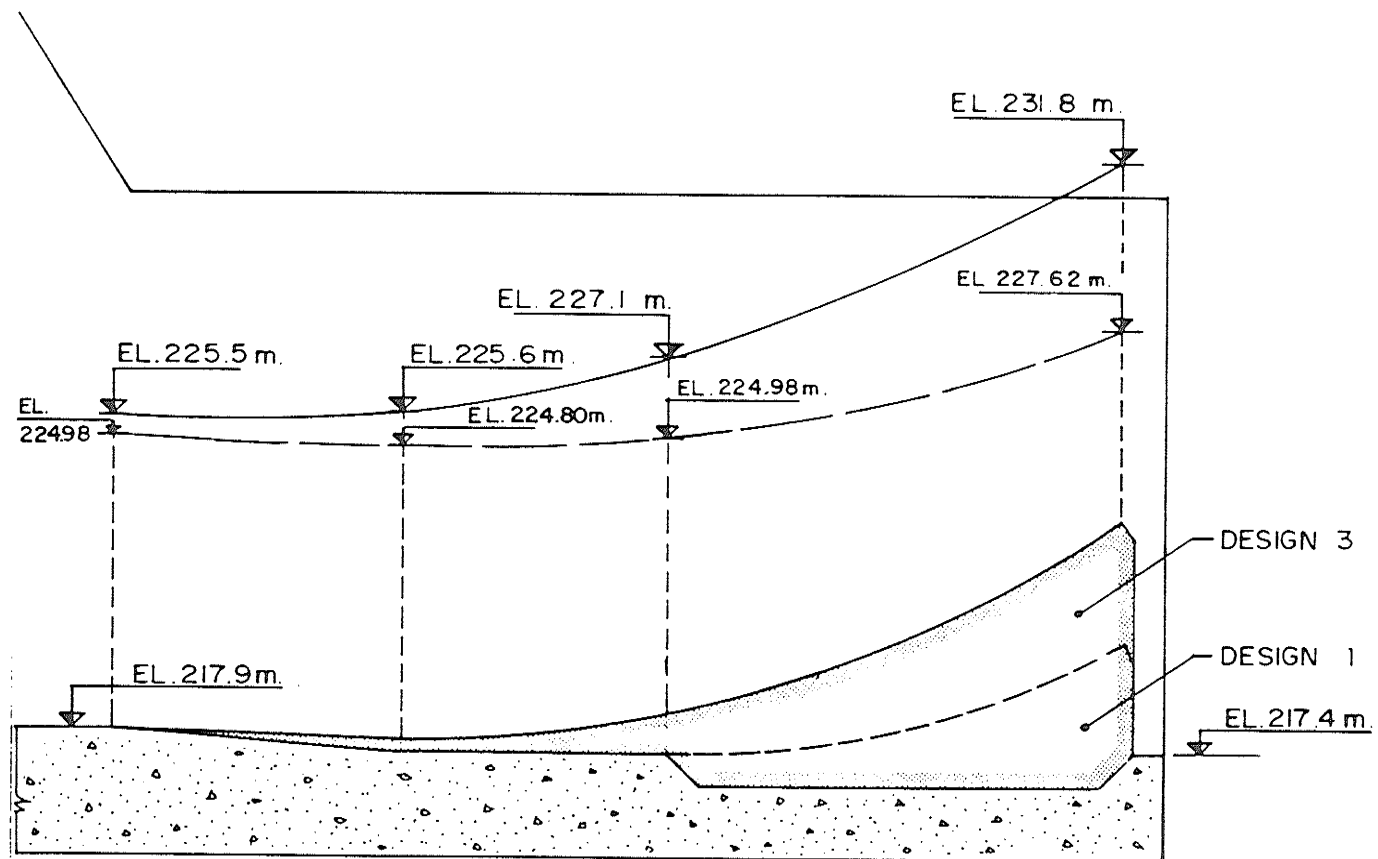 EL.231.8 m.
EL 227.62 m.
EL.227.1 m.
EL.225.5 m.
EL.225.6 m.
EL.224.98 m.
EL.
224.98
EL.224.80m.
DESIGN 3
DESIGN 1
EL.217.9 m.
EL.217.4 m.